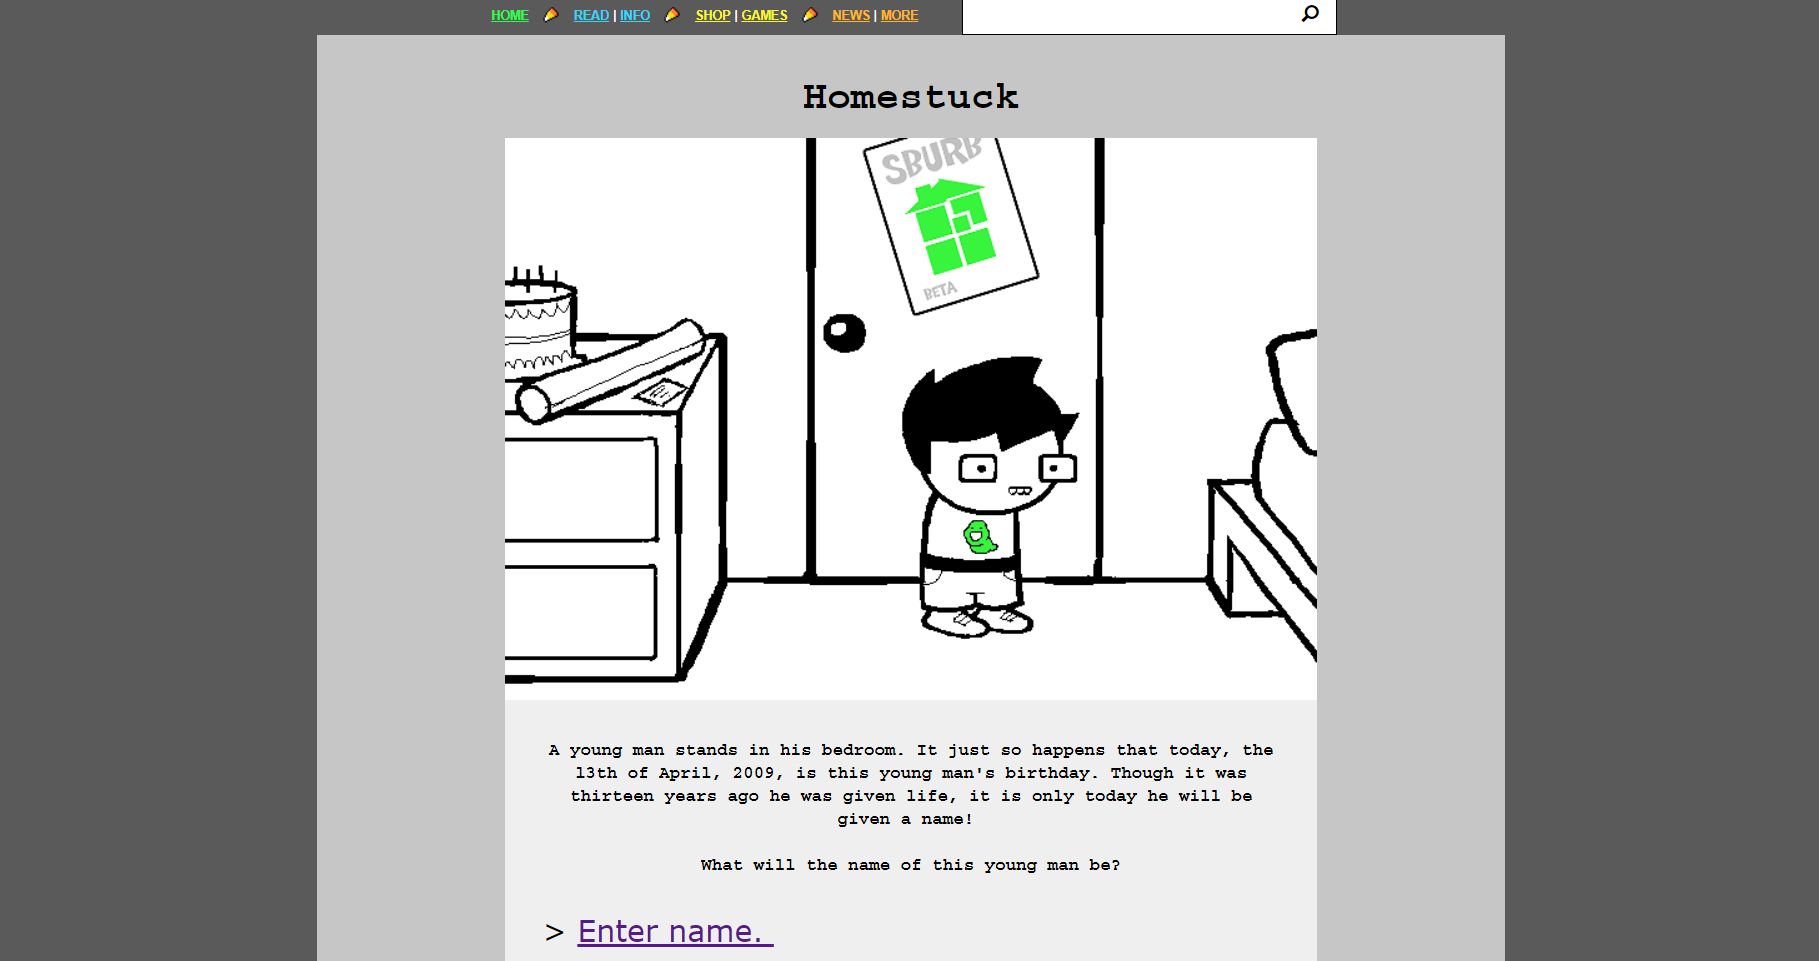 HOME READ | INFO SHOP | GAMES NEWS | MORE
Homestuck
SBURB
BETA
A young man stands in his bedroom. It just so happens that today, the
13th of April, 2009, is this young man's birthday. Though it was
thirteen years ago he was given life, it is only today he will be
given a name!
What will the name of this young man be?
> Enter name.